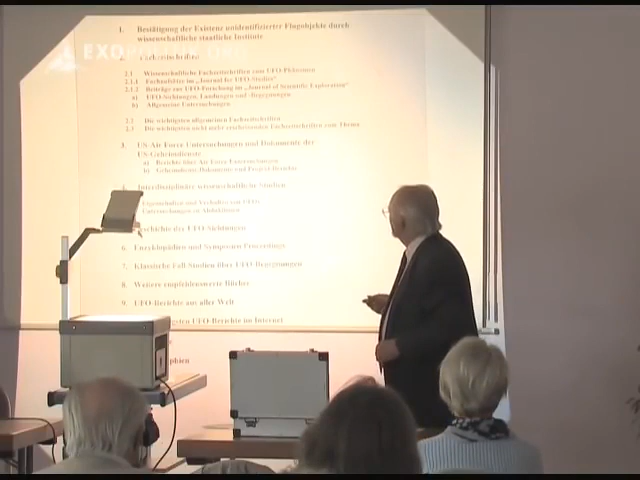 EXOPOLITIK
1. Bestätigung der Existenz unidentifizierter Flugobjekte durch
wissenschaftliche staatliche Institute
2. Fachzeitschriften
2.1 Wissenschaftliche Fachzeitschriften zum UFO-Phänomen
2.1.1 Fachaufsätze im „Journal for UFO-Studies"
2.1.2 Beiträge zur UFO-Forschung im „Journal of Scientific Exploration"
a) UFO-Sichtungen, Landungen und -Begegnungen
b) Allgemeine Untersuchungen
2.2 Die wichtigsten allgemeinen Fachzeitschriften
2.3 Die wichtigsten nicht mehr erscheinenden Fachzeitschriften zum Thema
3. US-Air Force Untersuchungen und Dokumente der
US-Geheimdienste
a) Berichte über Air Force-Untersuchungen
b) Geheimdienst-Dokumente und Project-Berichte
Interdisziplinäre wissenschaftliche Studien
Eigenschaften und Verhalten von UFOs
Untersuchungen zu Abduktionen
Geschichte der UFO-Sichtungen
6. Enzyklopädien und Symposien Proceedings
7. Klassische Fall-Studien über UFO-Begegnungen
8. Weitere empfehlenswerte Bücher
9. UFO-Berichte aus aller Welt
UFO-Berichte im Internet